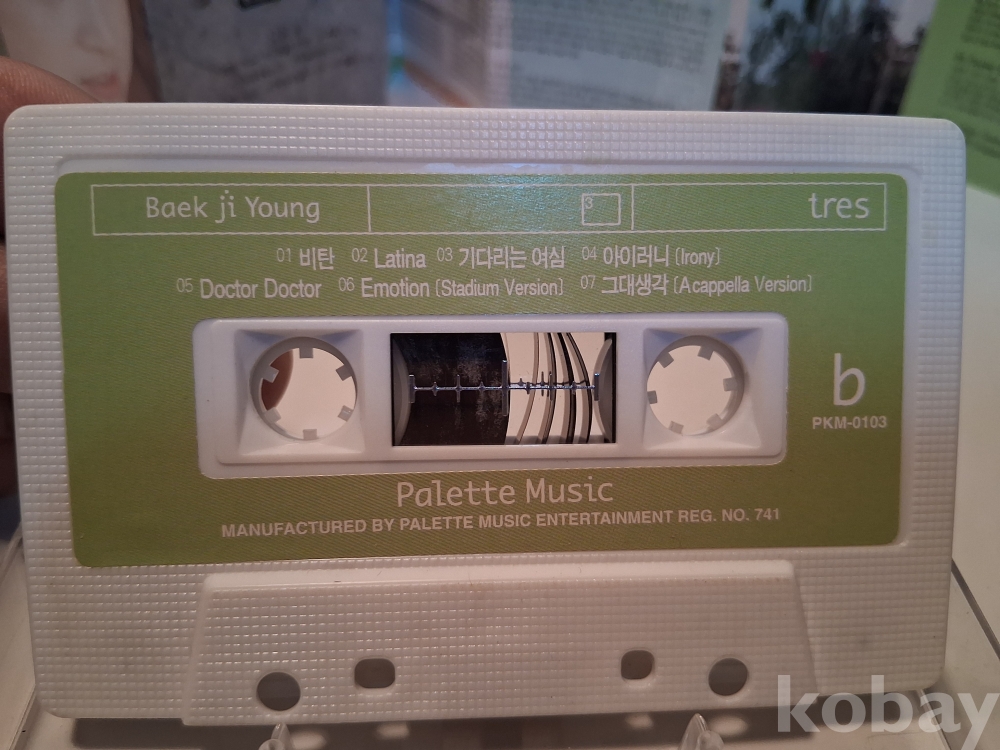 Baek ji Young 3 tres
01 비탄 02 Latina 03 기다리는 여심 04 아이러니 (Irony)
05 Doctor Doctor 06 Emotion (Stadium Version) 07 그대생각 (Acappella Version)
b
PKM-0103
Palette Music
MANUFACTURED BY PALETTE MUSIC ENTERTAINMENT REG. NO. 741
kobay